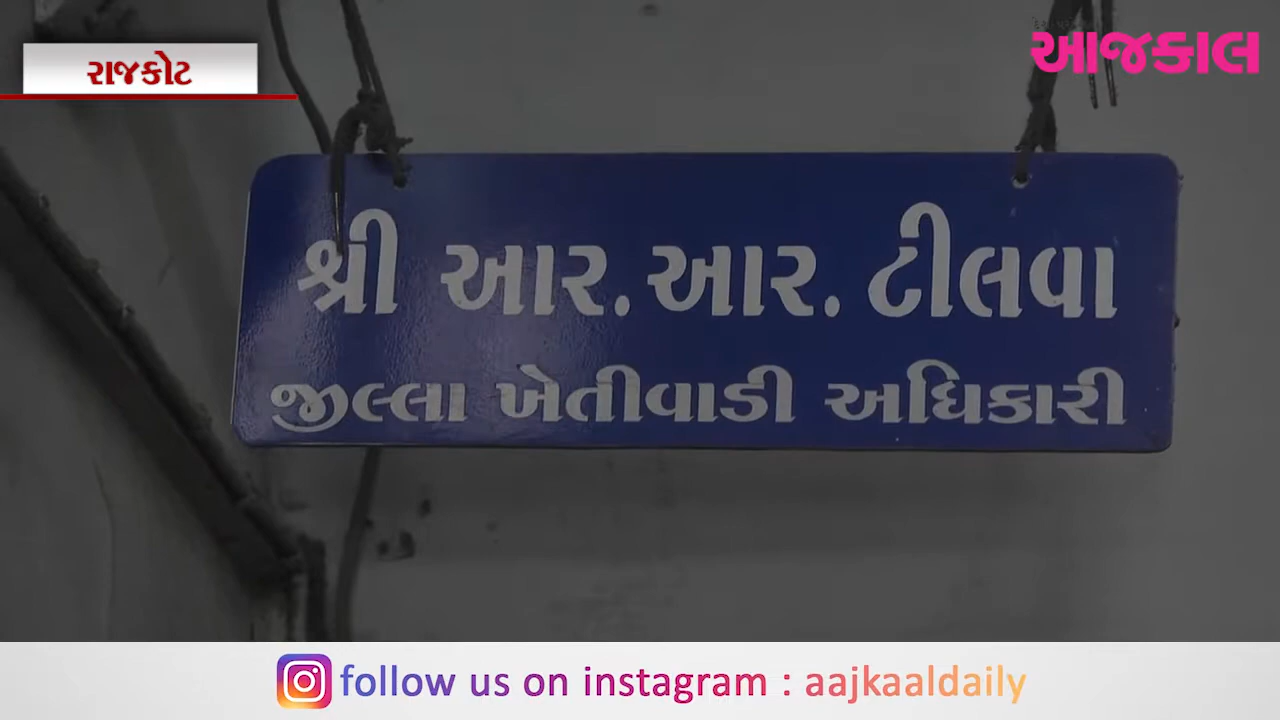 રાજકોટ
આજકાલ
શ્રી આર. આર. ટીલવા
જીલ્લા ખેતીવાડી અધિકારી
follow us on instagram : aajkaaldaily